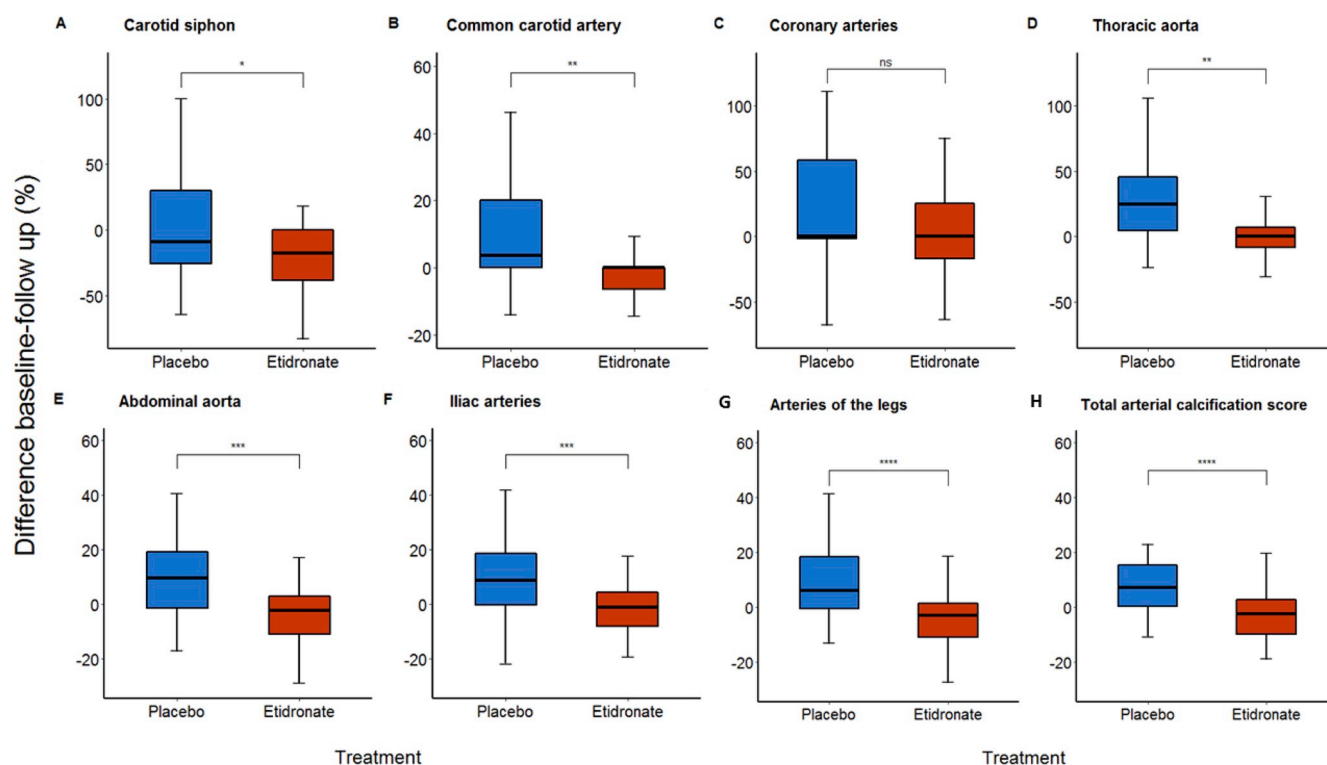 A Carotid siphon
B Common carotid artery
C Coronary arteries
D Thoracic aorta
Difference baseline-follow up (%)
*
100
50
0
-50
Placebo Etidronate
**
60
40
20
0
-20
Placebo Etidronate
ns
100
50
0
-50
Placebo Etidronate
**
100
50
0
-50
Placebo Etidronate
E Abdominal aorta
F Iliac arteries
G Arteries of the legs
H Total arterial calcification score
***
60
40
20
0
-20
Placebo Etidronate
***
60
40
20
0
-20
Placebo Etidronate
****
60
40
20
0
-20
Placebo Etidronate
****
60
40
20
0
-20
Placebo Etidronate
Treatment
Treatment